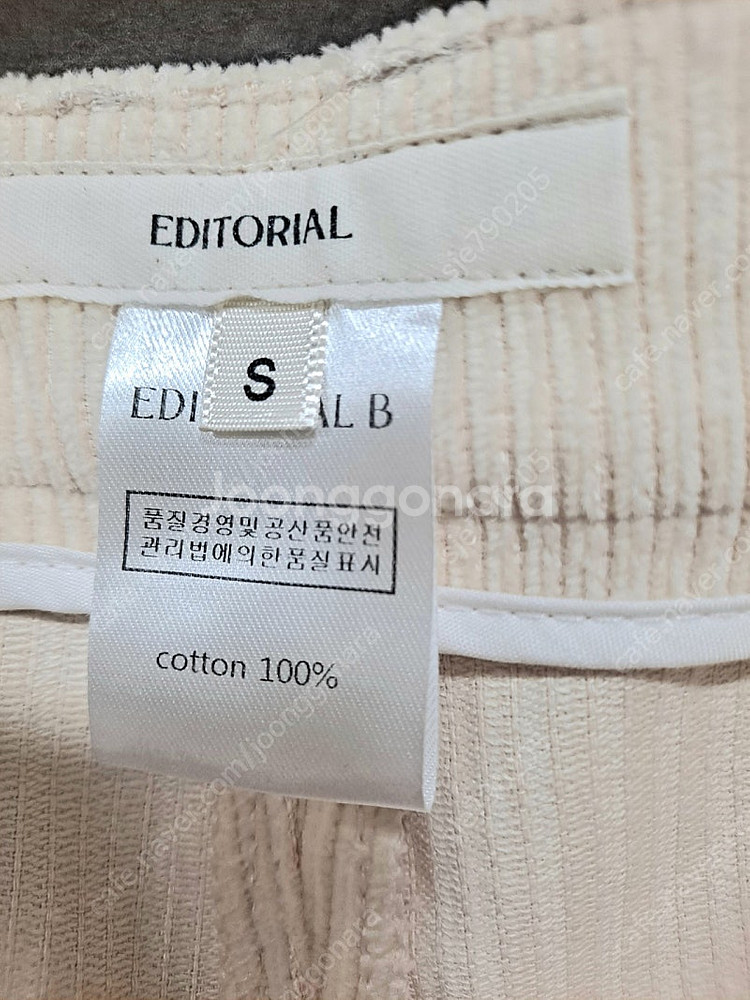 EDITORIAL
S
EDI AL B
품질경영및공산품안전
관리법에의한품질표시
cotton 100%
joonggonara